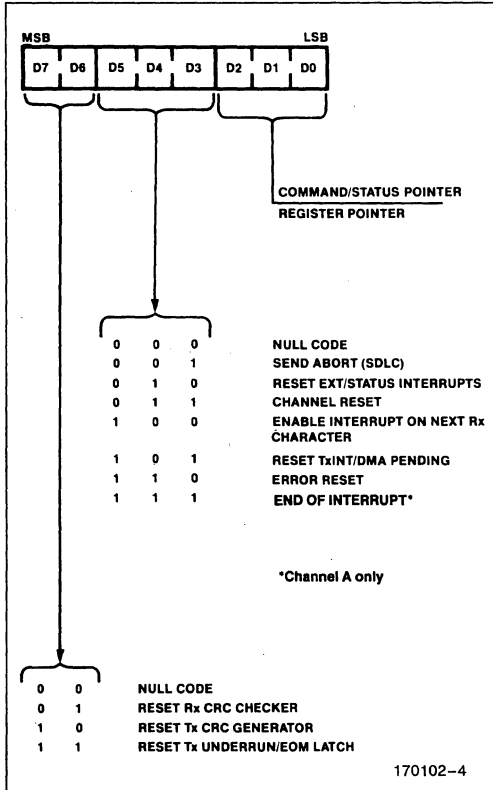 MSB LSB
D7 D6 D5 D4 D3 D2 D1 D0
COMMAND/STATUS POINTER
REGISTER POINTER
0 0 0 NULL CODE
0 0 1 SEND ABORT (SDLC)
0 1 0 RESET EXT/STATUS INTERRUPTS
0 1 1 CHANNEL RESET
1 0 0 ENABLE INTERRUPT ON NEXT Rx
CHARACTER
1 0 1 RESET TxINT/DMA PENDING
1 1 0 ERROR RESET
1 1 1 END OF INTERRUPT*
*Channel A only
0 0 NULL CODE
0 1 RESET Rx CRC CHECKER
1 0 RESET Tx CRC GENERATOR
1 1 RESET Tx UNDERRUN/EOM LATCH
170102-4